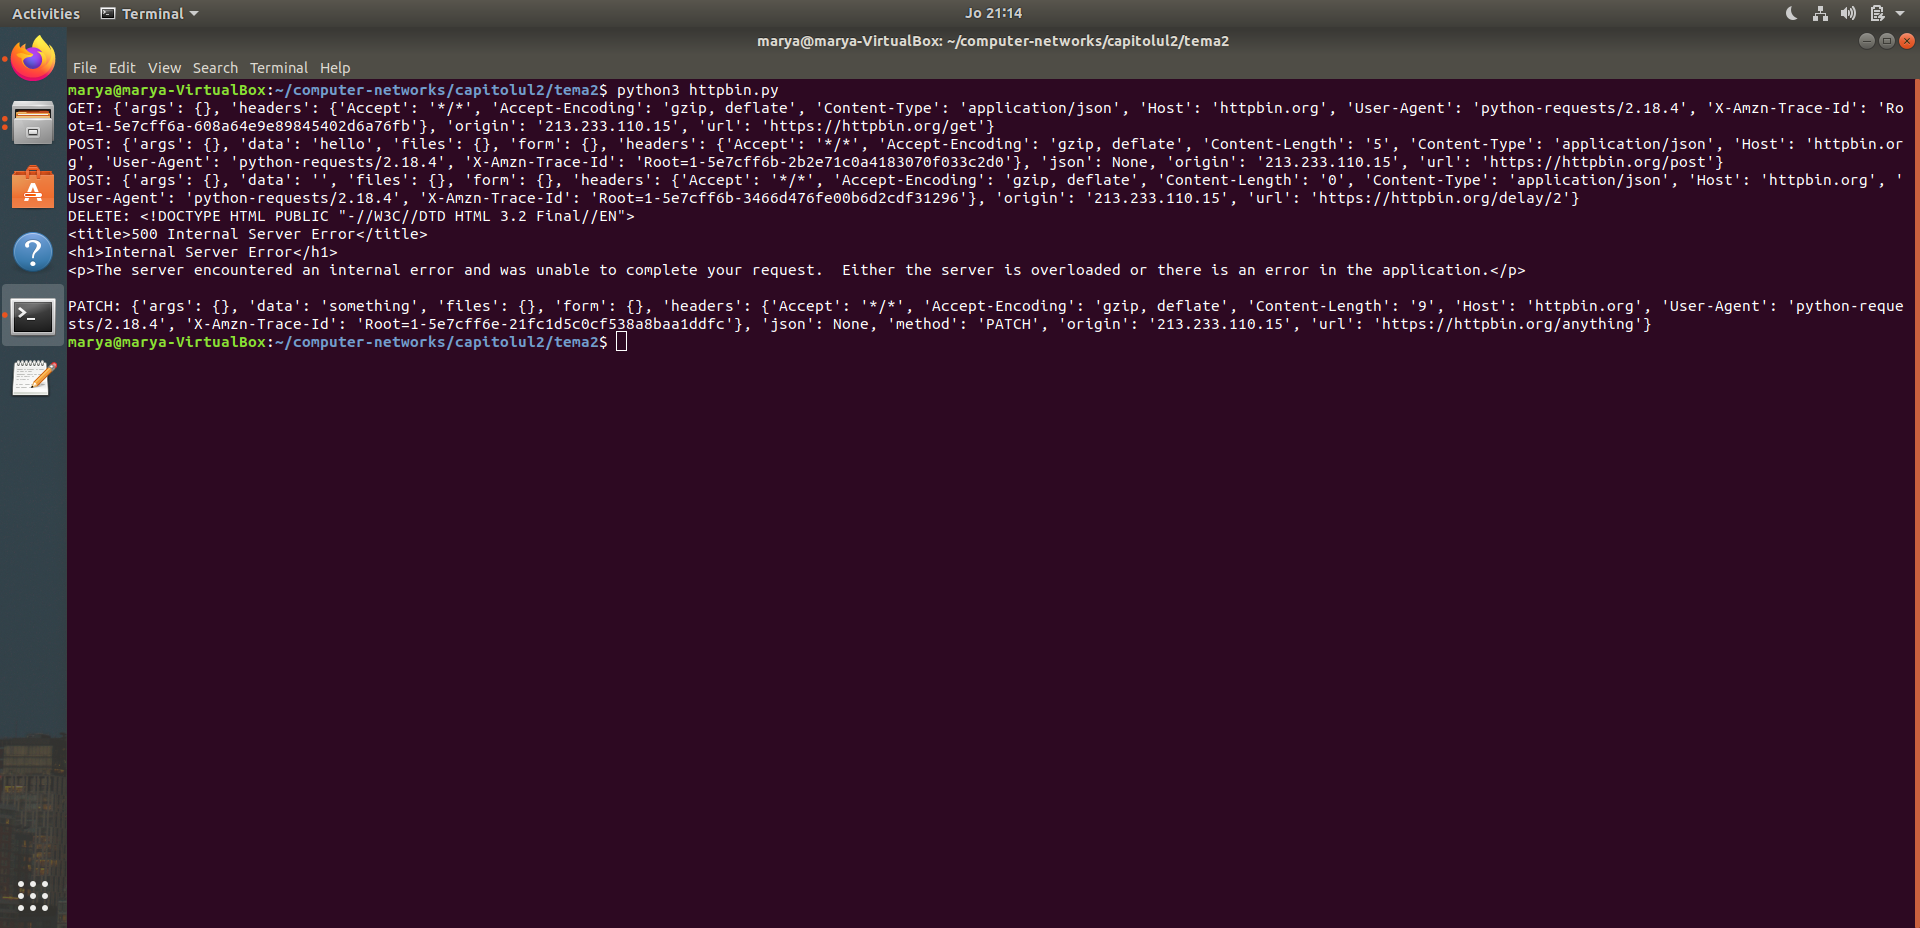 Activities Terminal Jo 21:14
marya@marya-VirtualBox: ~/computer-networks/capitolul2/tema2
File Edit View Search Terminal Help
marya@marya-VirtualBox:~/computer-networks/capitolul2/tema2$ python3 httpbin.py
GET: {'args': {}, 'headers': {'Accept': '*/*', 'Accept-Encoding': 'gzip, deflate', 'Content-Type': 'application/json', 'Host': 'httpbin.org', 'User-Agent': 'python-requests/2.18.4', 'X-Amzn-Trace-Id': 'Ro
ot=1-5e7cff6a-608a64e9e89845402d6a76fb'}, 'origin': '213.233.110.15', 'url': 'https://httpbin.org/get'}
POST: {'args': {}, 'data': 'hello', 'files': {}, 'form': {}, 'headers': {'Accept': '*/*', 'Accept-Encoding': 'gzip, deflate', 'Content-Length': '5', 'Content-Type': 'application/json', 'Host': 'httpbin.or
g', 'User-Agent': 'python-requests/2.18.4', 'X-Amzn-Trace-Id': 'Root=1-5e7cff6b-2b2e71c0a4183070f033c2d0'}, 'json': None, 'origin': '213.233.110.15', 'url': 'https://httpbin.org/post'}
POST: {'args': {}, 'data': '', 'files': {}, 'form': {}, 'headers': {'Accept': '*/*', 'Accept-Encoding': 'gzip, deflate', 'Content-Length': '0', 'Content-Type': 'application/json', 'Host': 'httpbin.org', '
User-Agent': 'python-requests/2.18.4', 'X-Amzn-Trace-Id': 'Root=1-5e7cff6b-3466d476fe00b6d2cdf31296'}, 'origin': '213.233.110.15', 'url': 'https://httpbin.org/delay/2'}
DELETE: <!DOCTYPE HTML PUBLIC "-//W3C//DTD HTML 3.2 Final//EN">
<title>500 Internal Server Error</title>
<h1>Internal Server Error</h1>
<p>The server encountered an internal error and was unable to complete your request.  Either the server is overloaded or there is an error in the application.</p>
PATCH: {'args': {}, 'data': 'something', 'files': {}, 'form': {}, 'headers': {'Accept': '*/*', 'Accept-Encoding': 'gzip, deflate', 'Content-Length': '9', 'Host': 'httpbin.org', 'User-Agent': 'python-reque
sts/2.18.4', 'X-Amzn-Trace-Id': 'Root=1-5e7cff6e-21fc1d5c0cf538a8baa1ddfc'}, 'json': None, 'method': 'PATCH', 'origin': '213.233.110.15', 'url': 'https://httpbin.org/anything'}
marya@marya-VirtualBox:~/computer-networks/capitolul2/tema2$